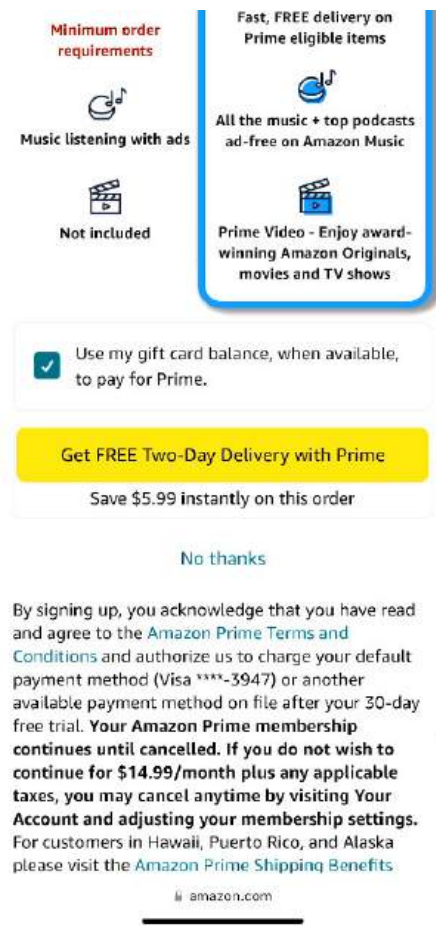 Minimum order
requirements
Music listening with ads
Not included
Fast, FREE delivery on
Prime eligible items
All the music + top podcasts
ad-free on Amazon Music
Prime Video - Enjoy award-
winning Amazon Originals,
movies and TV shows
Use my gift card balance, when available,
to pay for Prime.
Get FREE Two-Day Delivery with Prime
Save $5.99 instantly on this order
No thanks
By signing up, you acknowledge that you have read
and agree to the Amazon Prime Terms and
Conditions and authorize us to charge your default
payment method (Visa ****-3947) or another
available payment method on file after your 30-day
free trial. Your Amazon Prime membership
continues until cancelled. If you do not wish to
continue for $14.99/month plus any applicable
taxes, you may cancel anytime by visiting Your
Account and adjusting your membership settings.
For customers in Hawaii, Puerto Rico, and Alaska
please visit the Amazon Prime Shipping Benefits
amazon.com